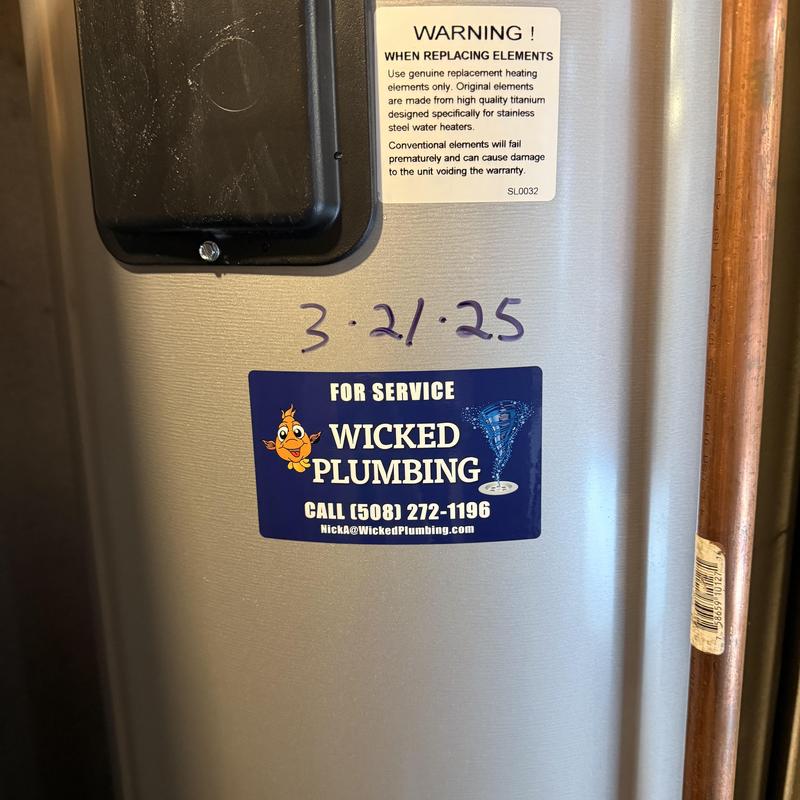 WARNING !
WHEN REPLACING ELEMENTS
Use genuine replacement heating
elements only. Original elements
are made from high quality titanium
designed specifically for stainless
steel water heaters.
Conventional elements will fail
prematurely and can cause damage
to the unit voiding the warranty.
SL0032
3·21·25
FOR SERVICE
WICKED
PLUMBING
CALL (508) 272-1196
NickA@WickedPlumbing.com